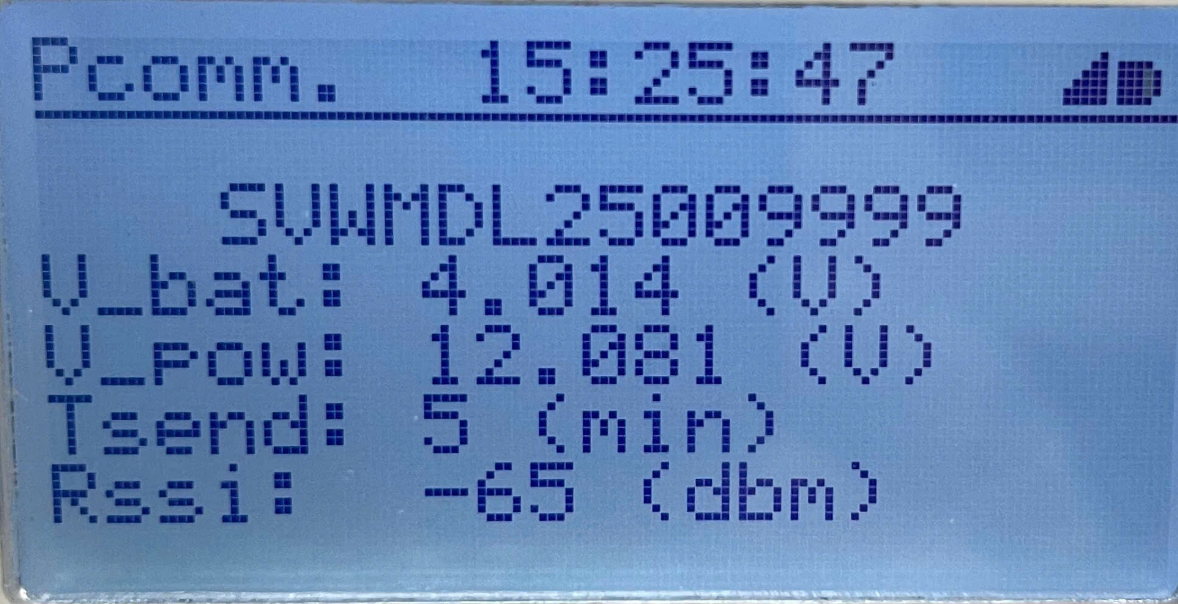 Pcomm. 15:25:47
SVWMDL25009999
V_bat: 4.014 (V)
V_pow: 12.081 (V)
Tsend: 5 (min)
Rssi: -65 (dbm)